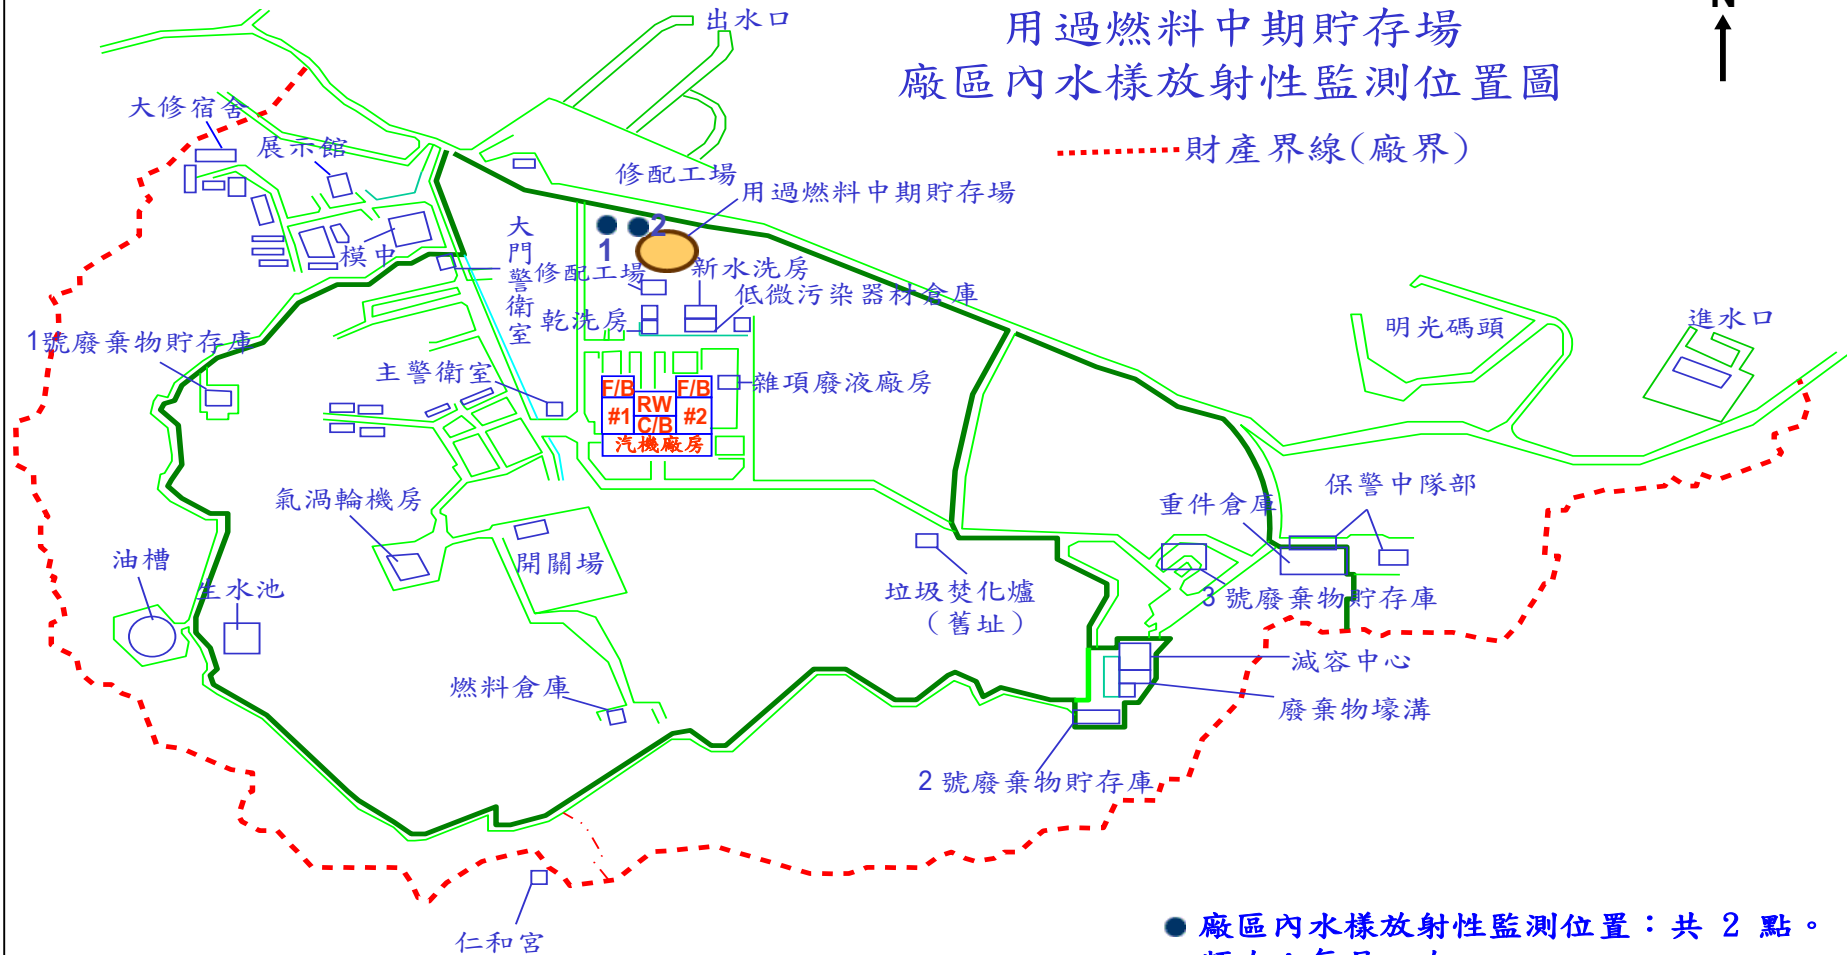 N
用過燃料中期貯存場
廠區內水樣放射性監測位置圖
財產界線(廠界)
出水口
大修宿舍
展示館
修配工場
用過燃料中期貯存場
1
2
大門警衛室
模中
修配工場
新水洗房
低微污染器材倉庫
乾洗房
1號廢棄物貯存庫
主警衛室
雜項廢液廠房
F/B
F/B
RW
#1
#2
C/B
汽機廠房
明光碼頭
進水口
氣渦輪機房
開關場
油槽
生水池
重件倉庫
保警中隊部
垃圾焚化爐
(舊址)
3 號廢棄物貯存庫
減容中心
廢棄物壕溝
燃料倉庫
2 號廢棄物貯存庫
仁和宮
廠區內水樣放射性監測位置：共 2 點。